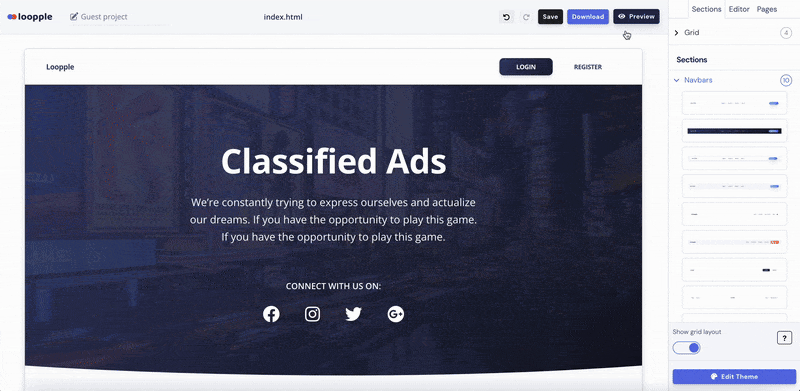 loopple
Guest project
index.html
Save
Download
Preview
Sections
Editor
Pages
Grid
4
Sections
Navbars
10
Loopple
LOGIN
REGISTER
Classified Ads
We're constantly trying to express ourselves and actualize
our dreams. If you have the opportunity to play this game.
If you have the opportunity to play this game.
CONNECT WITH US ON:
Show grid layout
?
Edit Theme